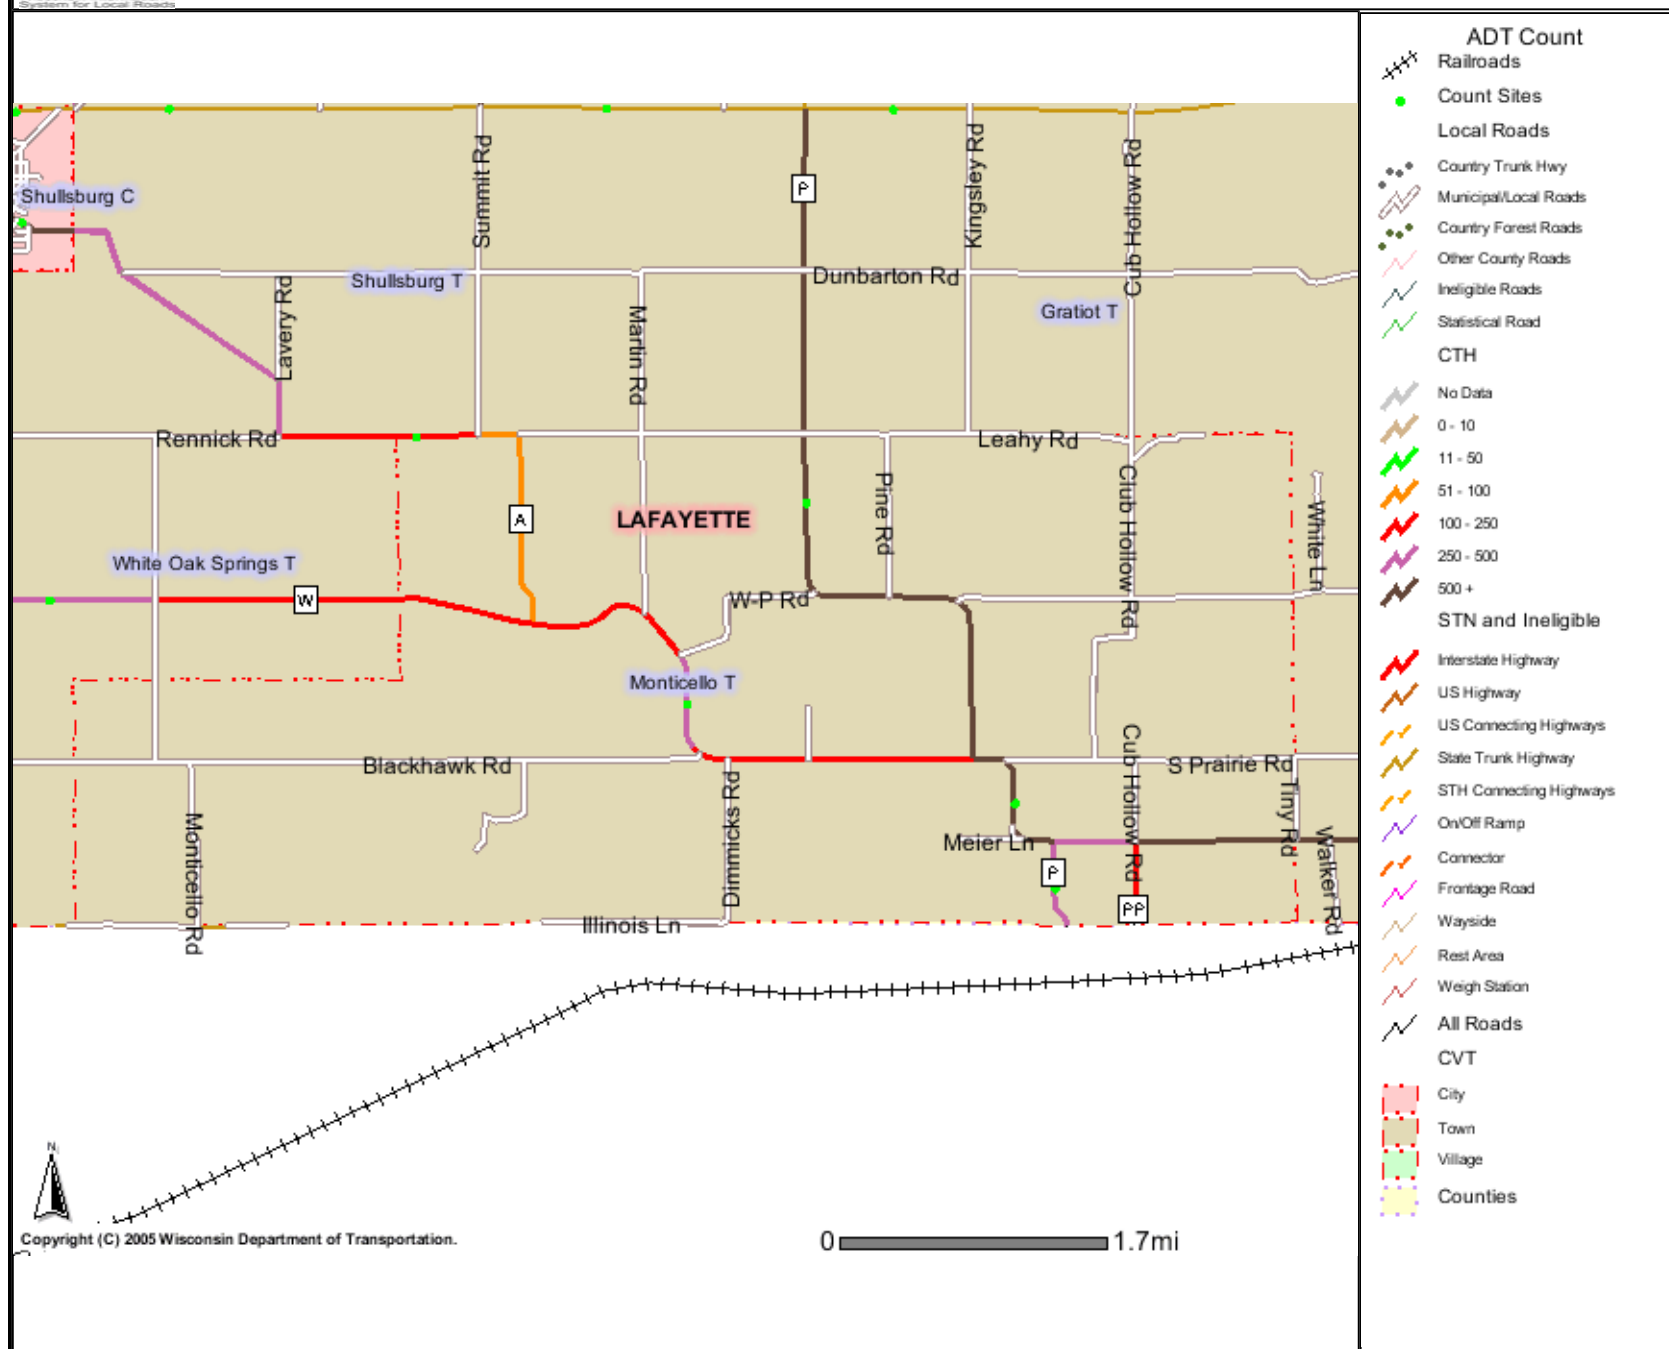 System for Local Roads
ADT Count
Railroads
Count Sites
Local Roads
Country Trunk Hwy
Municipal/Local Roads
Country Forest Roads
Other County Roads
Ineligible Roads
Statistical Road
CTH
No Data
0 - 10
11 - 50
51 - 100
100 - 250
250 - 500
500 +
STN and Ineligible
Interstate Highway
US Highway
US Connecting Highways
State Trunk Highway
STH Connecting Highways
On/Off Ramp
Connector
Frontage Road
Wayside
Rest Area
Weigh Station
All Roads
CVT
City
Town
Village
Counties
Summit Rd
Kingsley Rd
Cub Hollow Rd
P
Shullsburg C
Shullsburg T
Dunbarton Rd
Lavery Rd
Martin Rd
Gratiot T
Rennick Rd
Leahy Rd
Pine Rd
Club Hollow Rd
White Ln
A
LAFAYETTE
White Oak Springs T
W
W-P Rd
Monticello T
Blackhawk Rd
S Prairie Rd
Cub Hollow Rd
Dimmicks Rd
Tiny Rd
Monticello Rd
Meier Ln
Walker Rd
P
PP
Illinois Ln
N
Copyright (C) 2005 Wisconsin Department of Transportation.
0 1.7mi